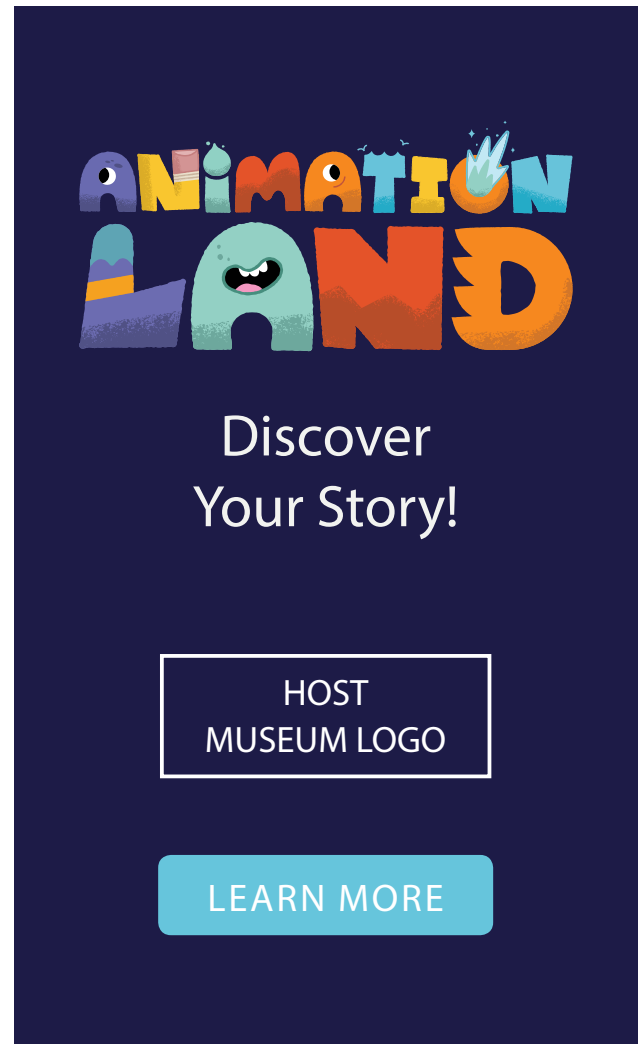 ANiMATION
LAND
Discover
Your Story!
HOST
MUSEUM LOGO
LEARN MORE